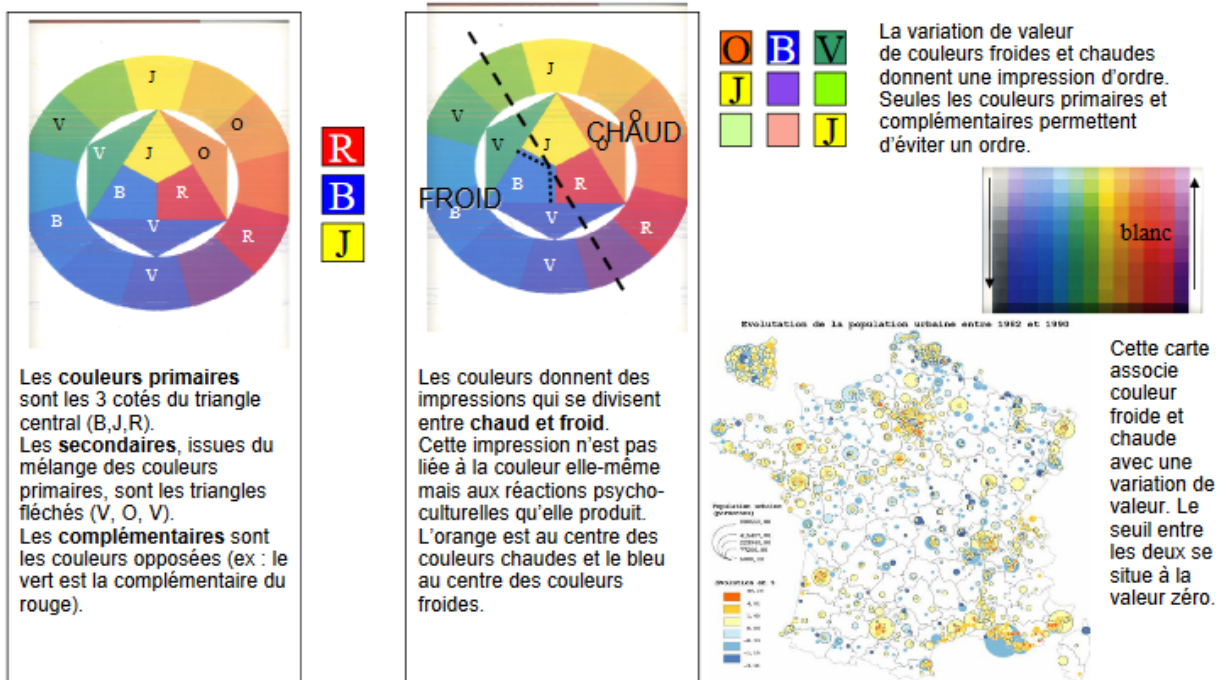 J
V
O
V
J
O
B
R
B
V
R
V
Les couleurs primaires
sont les 3 cotés du triangle
central (B,J,R).
Les secondaires, issues du
mélange des couleurs
primaires, sont les triangles
fléchés (V, O, V).
Les complémentaires sont
les couleurs opposées (ex : le
vert est la complémentaire du
rouge).
R
B
J
J
V
O
CHAUD
V
J
O
B
R
FROID
B
V
V
Les couleurs donnent des
impressions qui se divisent
entre chaud et froid.
Cette impression n'est pas
liée à la couleur elle-même
mais aux réactions psycho-
culturelles qu'elle produit.
L'orange est au centre des
couleurs chaudes et le bleu
au centre des couleurs
froides.
O B V
J
J
La variation de valeur
de couleurs froides et chaudes
donnent une impression d'ordre.
Seules les couleurs primaires et
complémentaires permettent
d'éviter un ordre.
blanc
Evolutation de la population urbaine entre 1982 et 1990
Population urbaine
(personnes)
Evolution en %
Cette carte
associe
couleur
froide et
chaude
avec une
variation de
valeur. Le
seuil entre
les deux se
situe à la
valeur zéro.